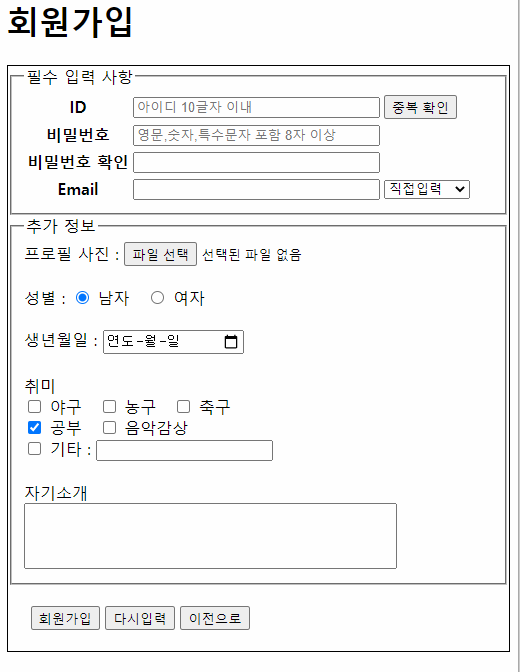 회원가입
필수 입력 사항
ID 아이디 10글자 이내 중복 확인
비밀번호 영문,숫자,특수문자 포함 8자 이상
비밀번호 확인
Email 직접입력
추가 정보
프로필 사진 : 파일 선택 선택된 파일 없음
성별 : 남자 여자
생년월일 : 연도-월-일
취미
야구 농구 축구
공부 음악감상
기타 :
자기소개
회원가입 다시입력 이전으로